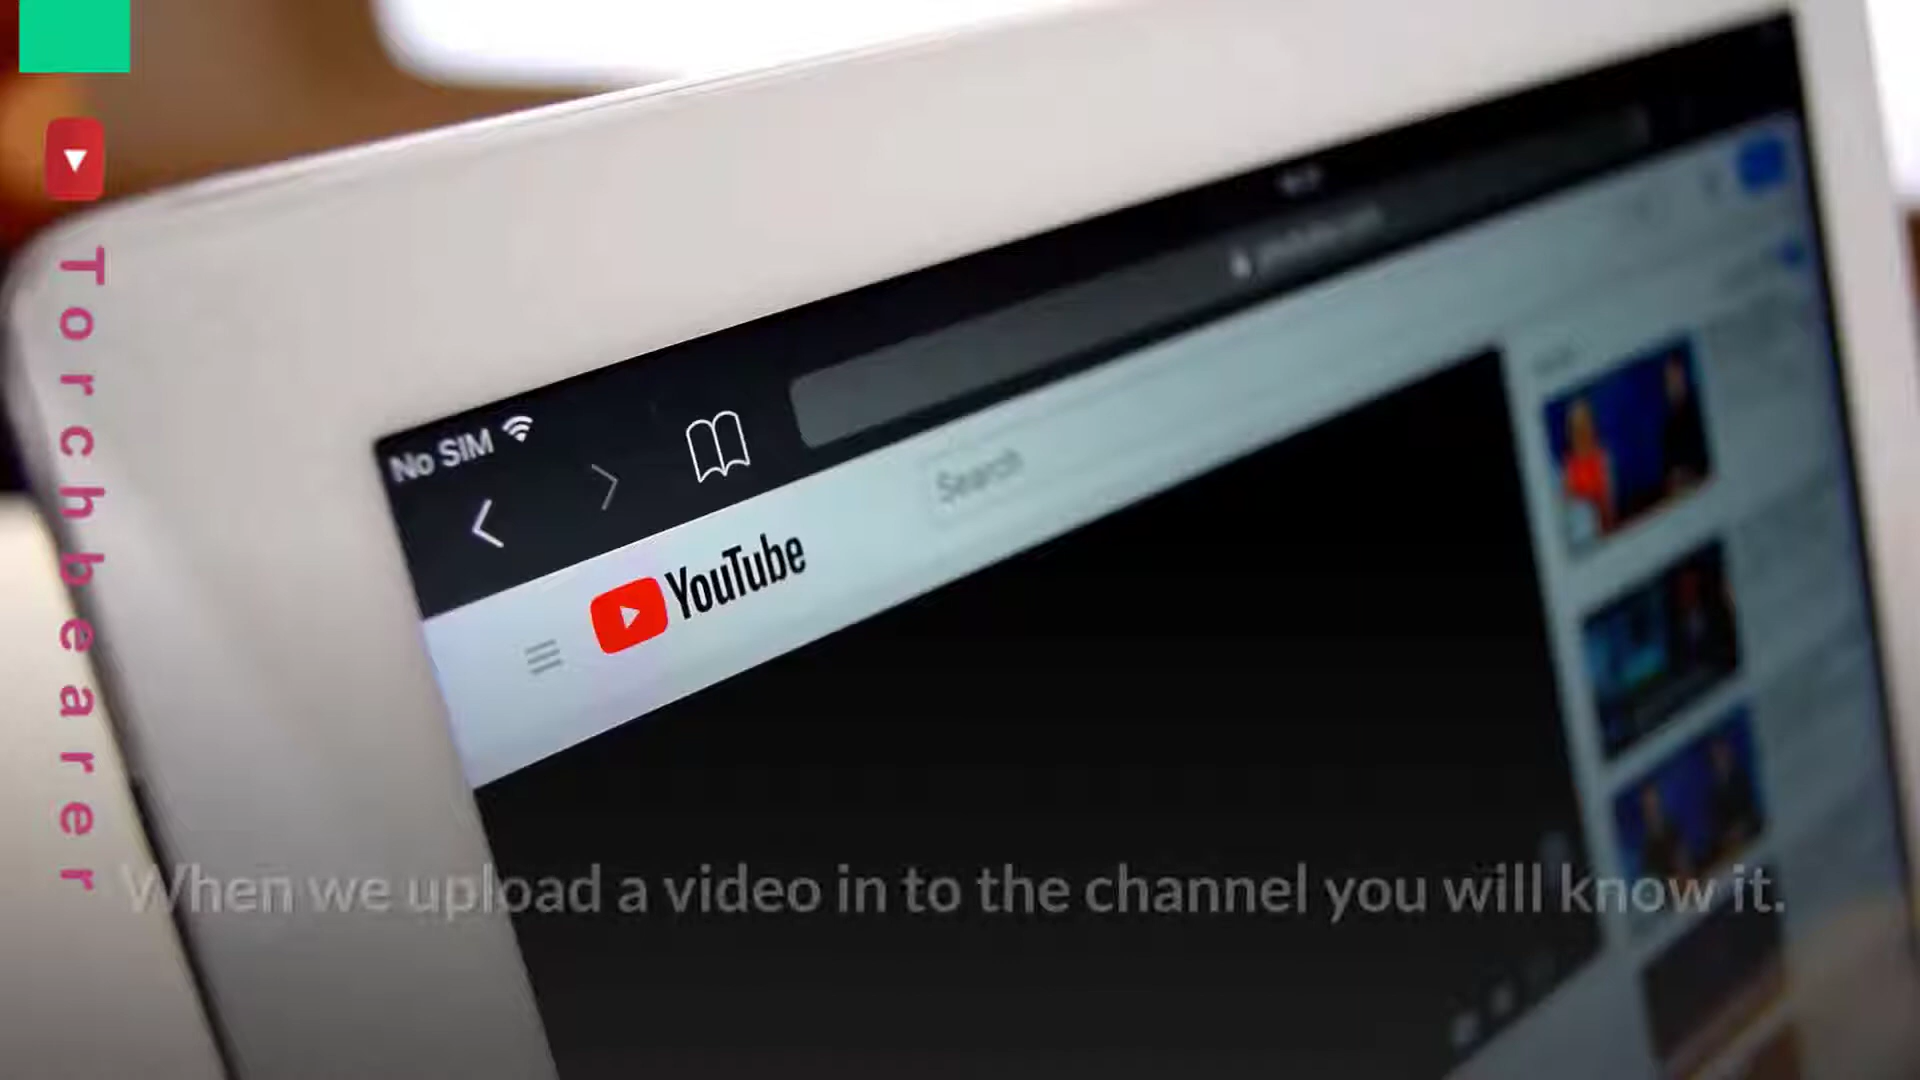 Torchbearer
No SIM
Search
YouTube
When we upload a video in to the channel you will know it.